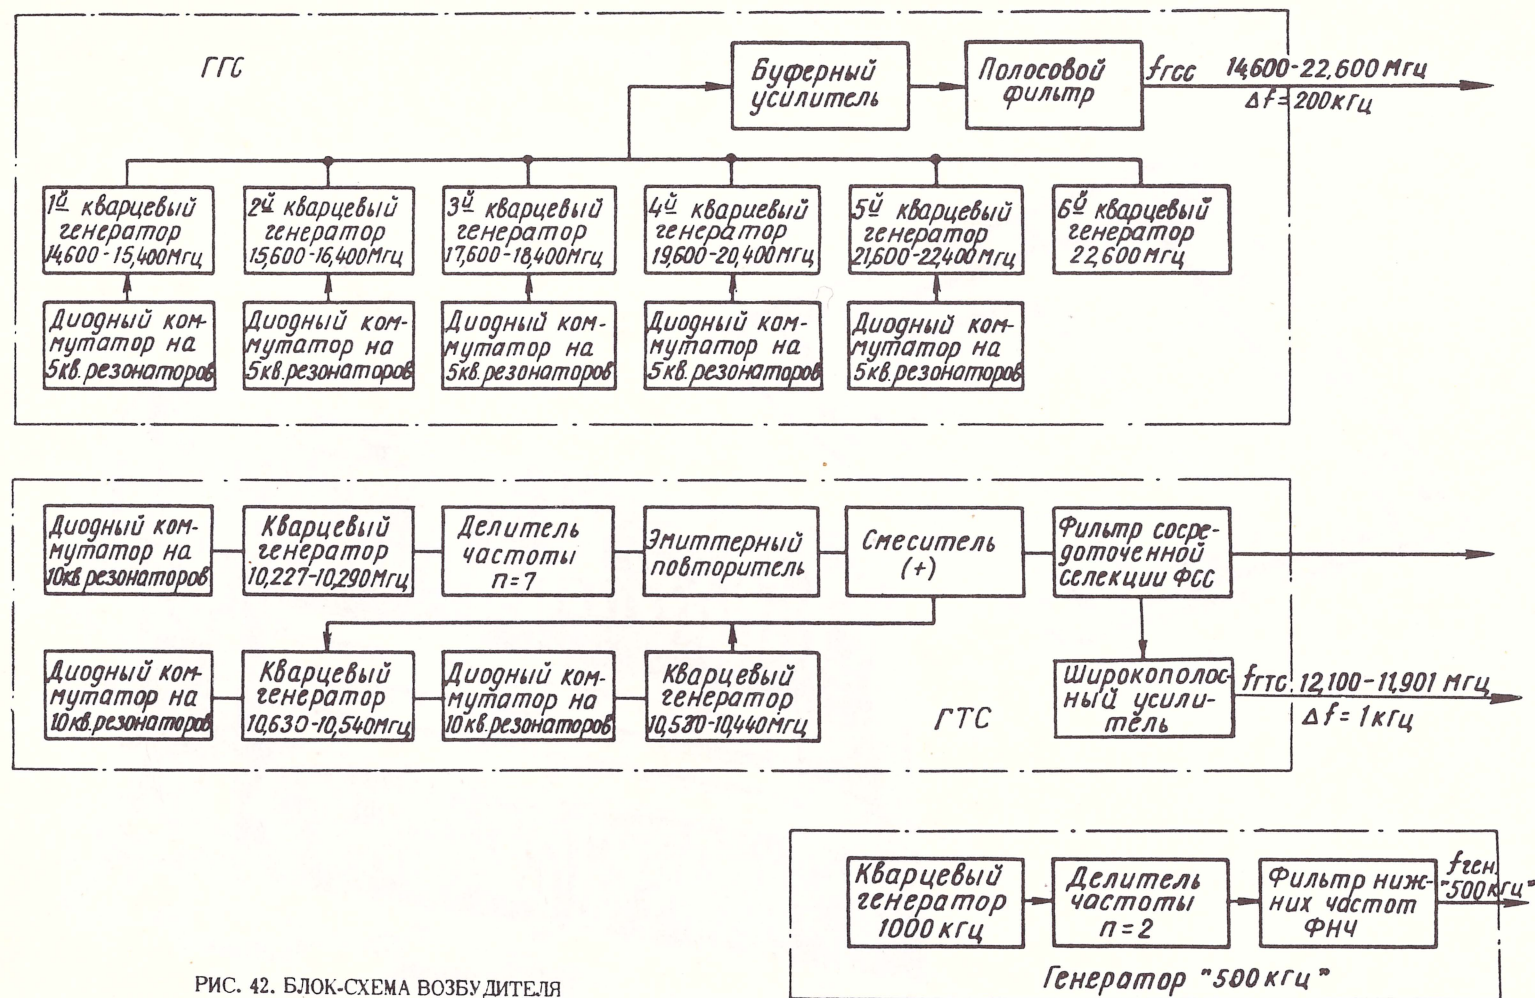 ГГС
Буферный
усилитель
Полосовой
фильтр
fгсс 14,600-22,600 Мгц
Δf=200кГц
1й кварцевый
генератор
14,600-15,400Мгц
2й кварцевый
генератор
15,600-16,400Мгц
3й кварцевый
генератор
17,600-18,400Мгц
4й квариевый
генератор
19,600-20,400Мгц
5й кварцевый
генератор
21,600-22,400Мгц
6й кварцевый
генератор
22,600 Мгц
Диодный ком-
мутатор на
5кв.резонаторов
Диодный ком-
мутатор на
5кв.резонаторов
Диодный ком-
мутатор на
5кв.резонаторов
Диодный ком-
мутатор на
5кв.резонаторов
Диодный ком-
мутатор на
5кв.резонаторов
Диодный ком-
мутатор на
10кв.резонаторов
Кварцевый
генератор
10,227-10,290Мгц
Делитель
частоты
n=7
Эмиттерный
повторитель
Смеситель
(+)
Фильтр сосре-
доточенной
селекции ФСС
Диодный ком-
мутатор на
10кв.резонаторов
Кварцевый
генератор
10,630-10,540Мгц
Диодный ком-
мутатор на
10кв.резонаторов
Кварцевый
генератор
10,530-10,440Мгц
ГТС
Широкополос-
ный усили-
тель
fгтс 12,100-11,901 Мгц
Δf=1кГц
Кварцевый
генератор
1000 кГц
Делитель
частоты
n=2
Фильтр ниж-
них частот
ФНЧ
fген.
"500кГц"
Генератор "500кГц"
РИС. 42. БЛОК-СХЕМА ВОЗБУДИТЕЛЯ